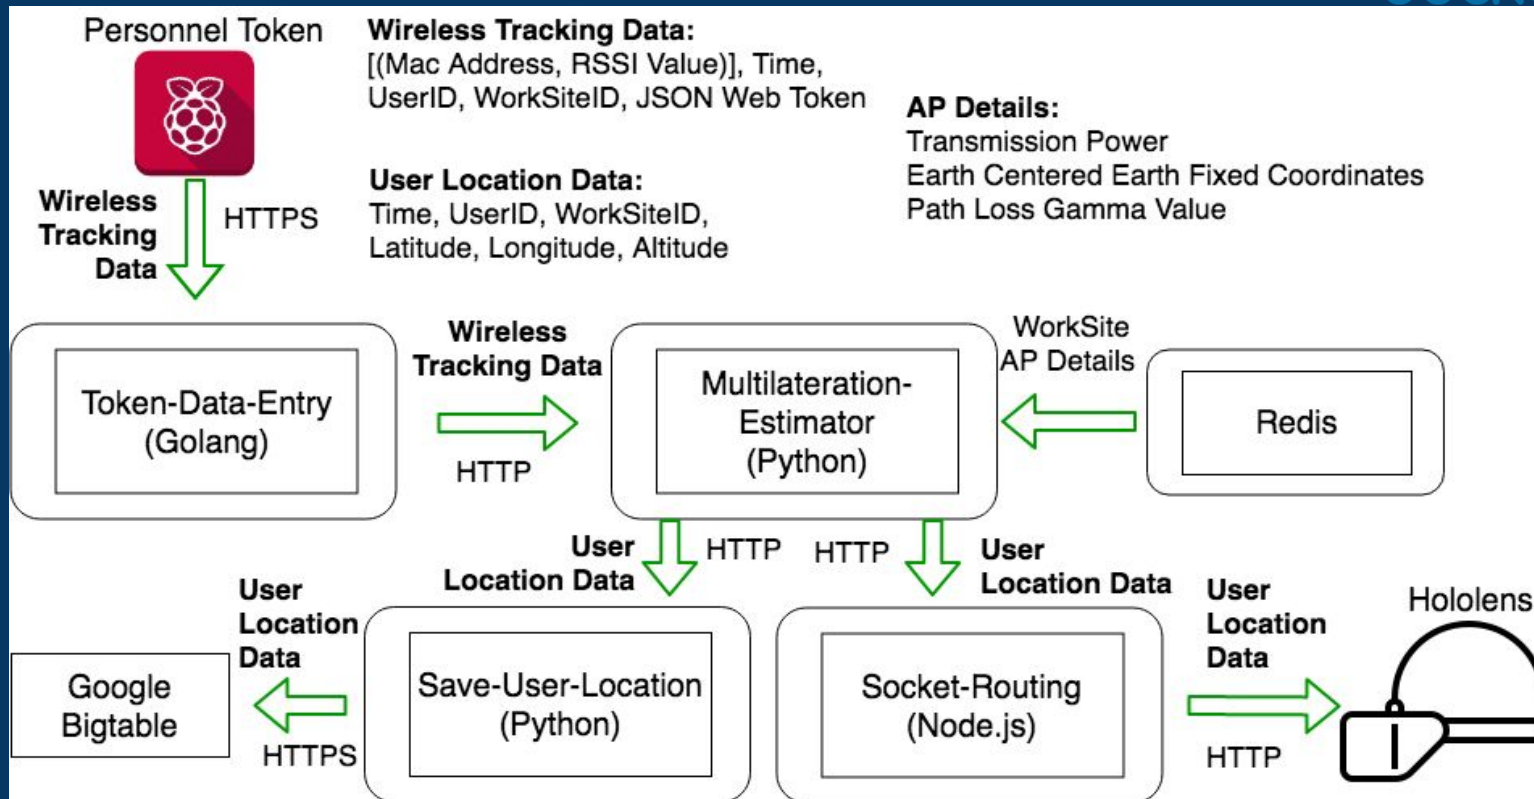 Personnel Token
Wireless Tracking Data:
[(Mac Address, RSSI Value)], Time,
UserID, WorkSiteID, JSON Web Token
AP Details:
Transmission Power
Earth Centered Earth Fixed Coordinates
Path Loss Gamma Value
User Location Data:
Time, UserID, WorkSiteID,
Latitude, Longitude, Altitude
Wireless
Tracking
Data
HTTPS
Token-Data-Entry
(Golang)
Wireless
Tracking Data
HTTP
Multilateration-
Estimator
(Python)
WorkSite
AP Details
Redis
User
Location Data
HTTP
HTTP
User
Location Data
Google
Bigtable
User
Location
Data
HTTPS
Save-User-Location
(Python)
Socket-Routing
(Node.js)
User
Location
Data
HTTP
Hololens